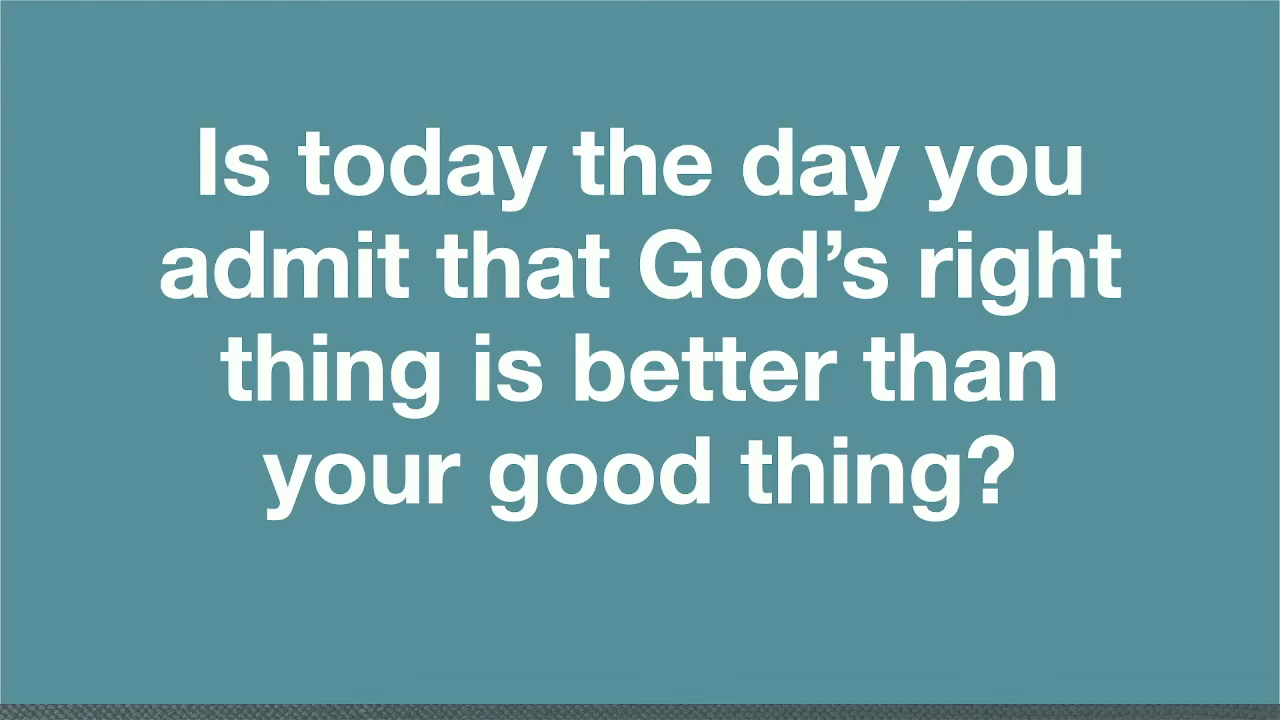 Is today the day you
admit that God’s right
thing is better than
your good thing?